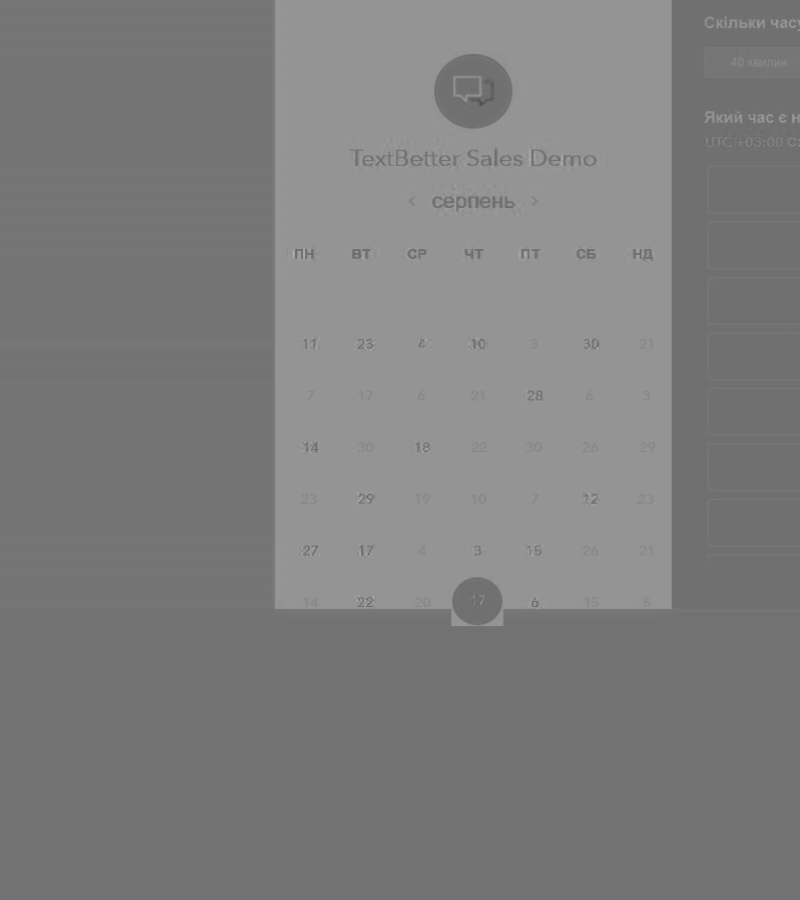 Скільки часу
40 хвилин
Який час є н
UTC +03:00
TextBetter Sales Demo
серпень
ПН ВТ СР ЧТ ПТ СБ НД
11 23 4 10 3 30 21
7 17 6 21 28 6 3
14 30 18 22 30 26 29
23 29 19 10 7 12 23
27 17 4 3 15 26 21
14 22 20 17 6 15 5